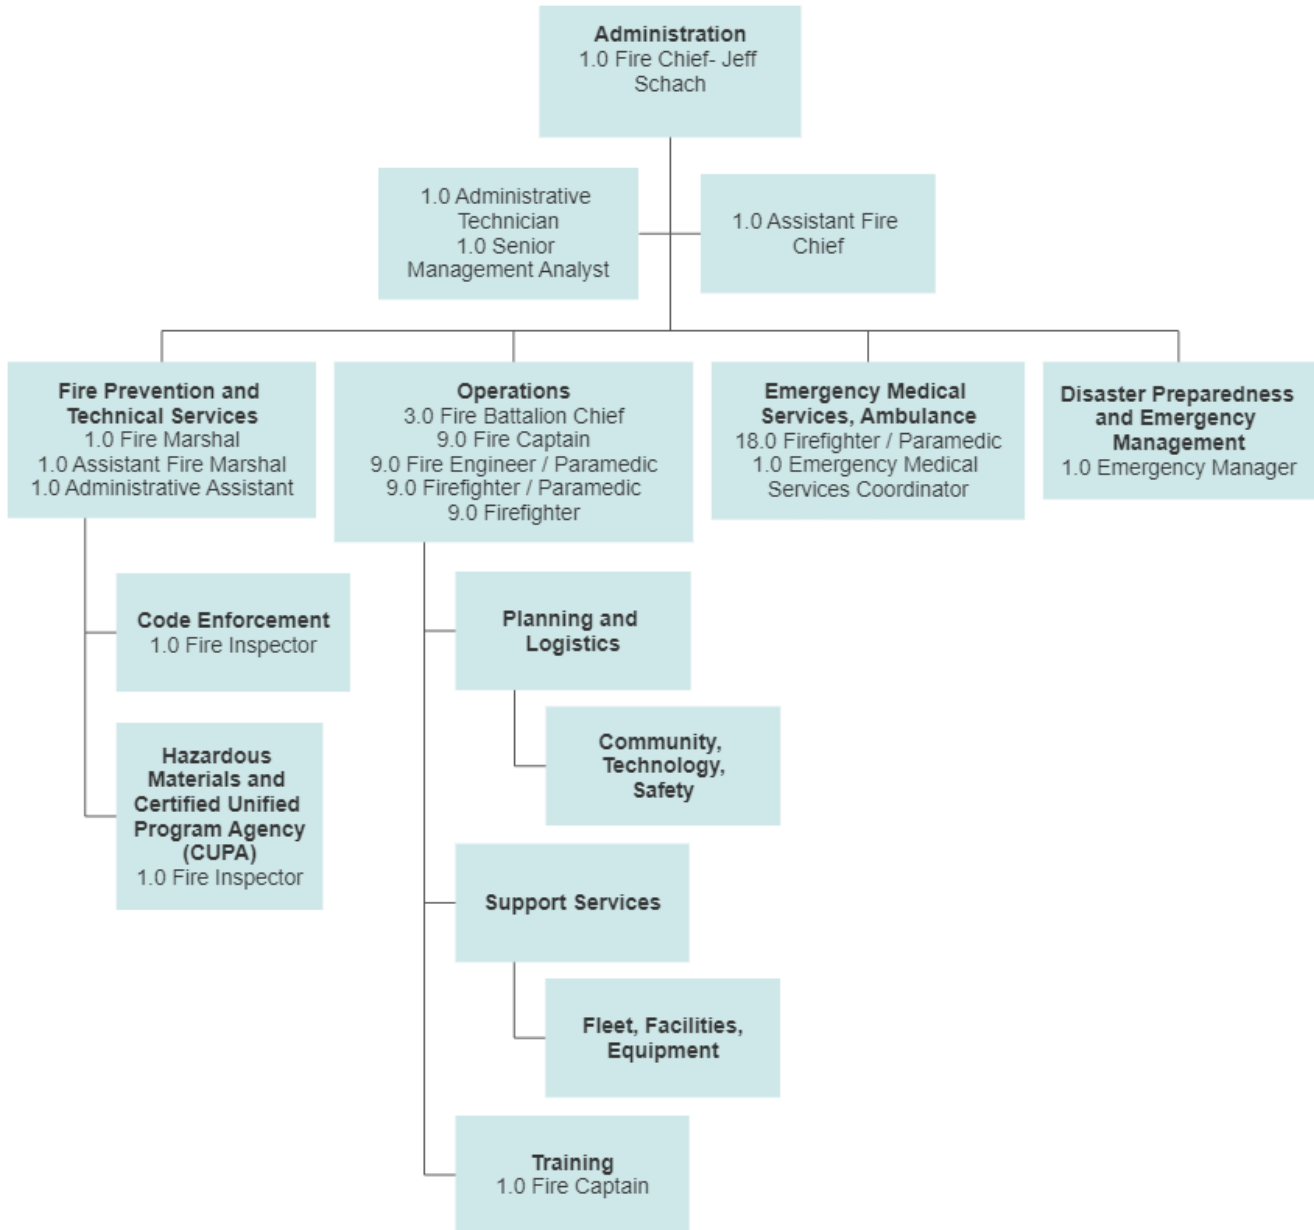 Administration
1.0 Fire Chief- Jeff
Schach
1.0 Administrative
Technician
1.0 Senior
Management Analyst
1.0 Assistant Fire
Chief
Fire Prevention and
Technical Services
1.0 Fire Marshal
1.0 Assistant Fire Marshal
1.0 Administrative Assistant
Operations
3.0 Fire Battalion Chief
9.0 Fire Captain
9.0 Fire Engineer / Paramedic
9.0 Firefighter / Paramedic
9.0 Firefighter
Emergency Medical
Services, Ambulance
18.0 Firefighter / Paramedic
1.0 Emergency Medical
Services Coordinator
Disaster Preparedness
and Emergency
Management
1.0 Emergency Manager
Code Enforcement
1.0 Fire Inspector
Hazardous
Materials and
Certified Unified
Program Agency
(CUPA)
1.0 Fire Inspector
Planning and
Logistics
Community,
Technology,
Safety
Support Services
Fleet, Facilities,
Equipment
Training
1.0 Fire Captain